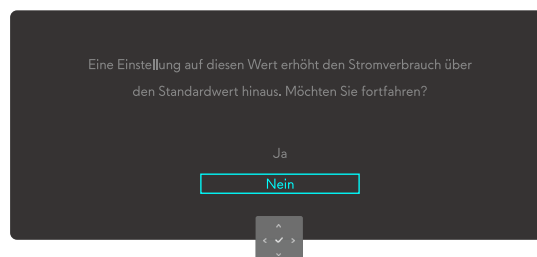 Eine Einstellung auf diesen Wert erhöht den Stromverbrauch über
den Standardwert hinaus. Möchten Sie fortfahren?
Ja
Nein